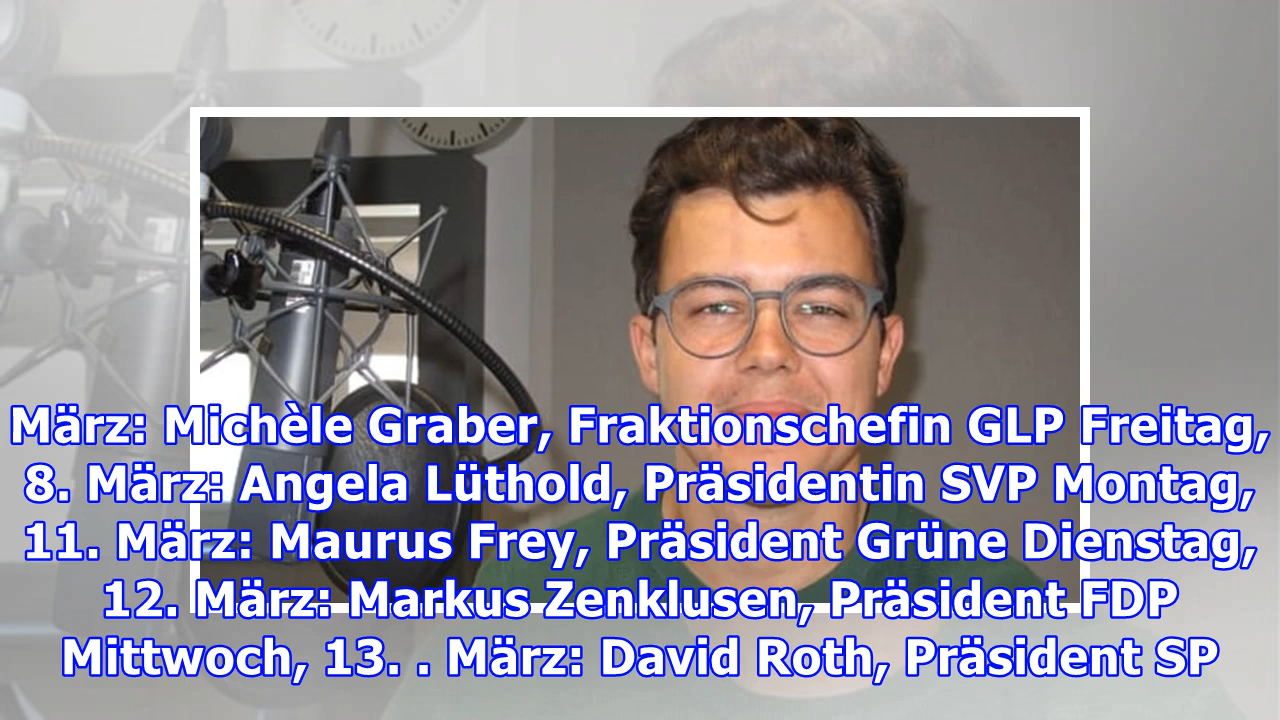 März: Michèle Graber, Fraktionschefin GLP Freitag,
8. März: Angela Lüthold, Präsidentin SVP Montag,
11. März: Maurus Frey, Präsident Grüne Dienstag,
12. März: Markus Zenklusen, Präsident FDP
Mittwoch, 13. . März: David Roth, Präsident SP